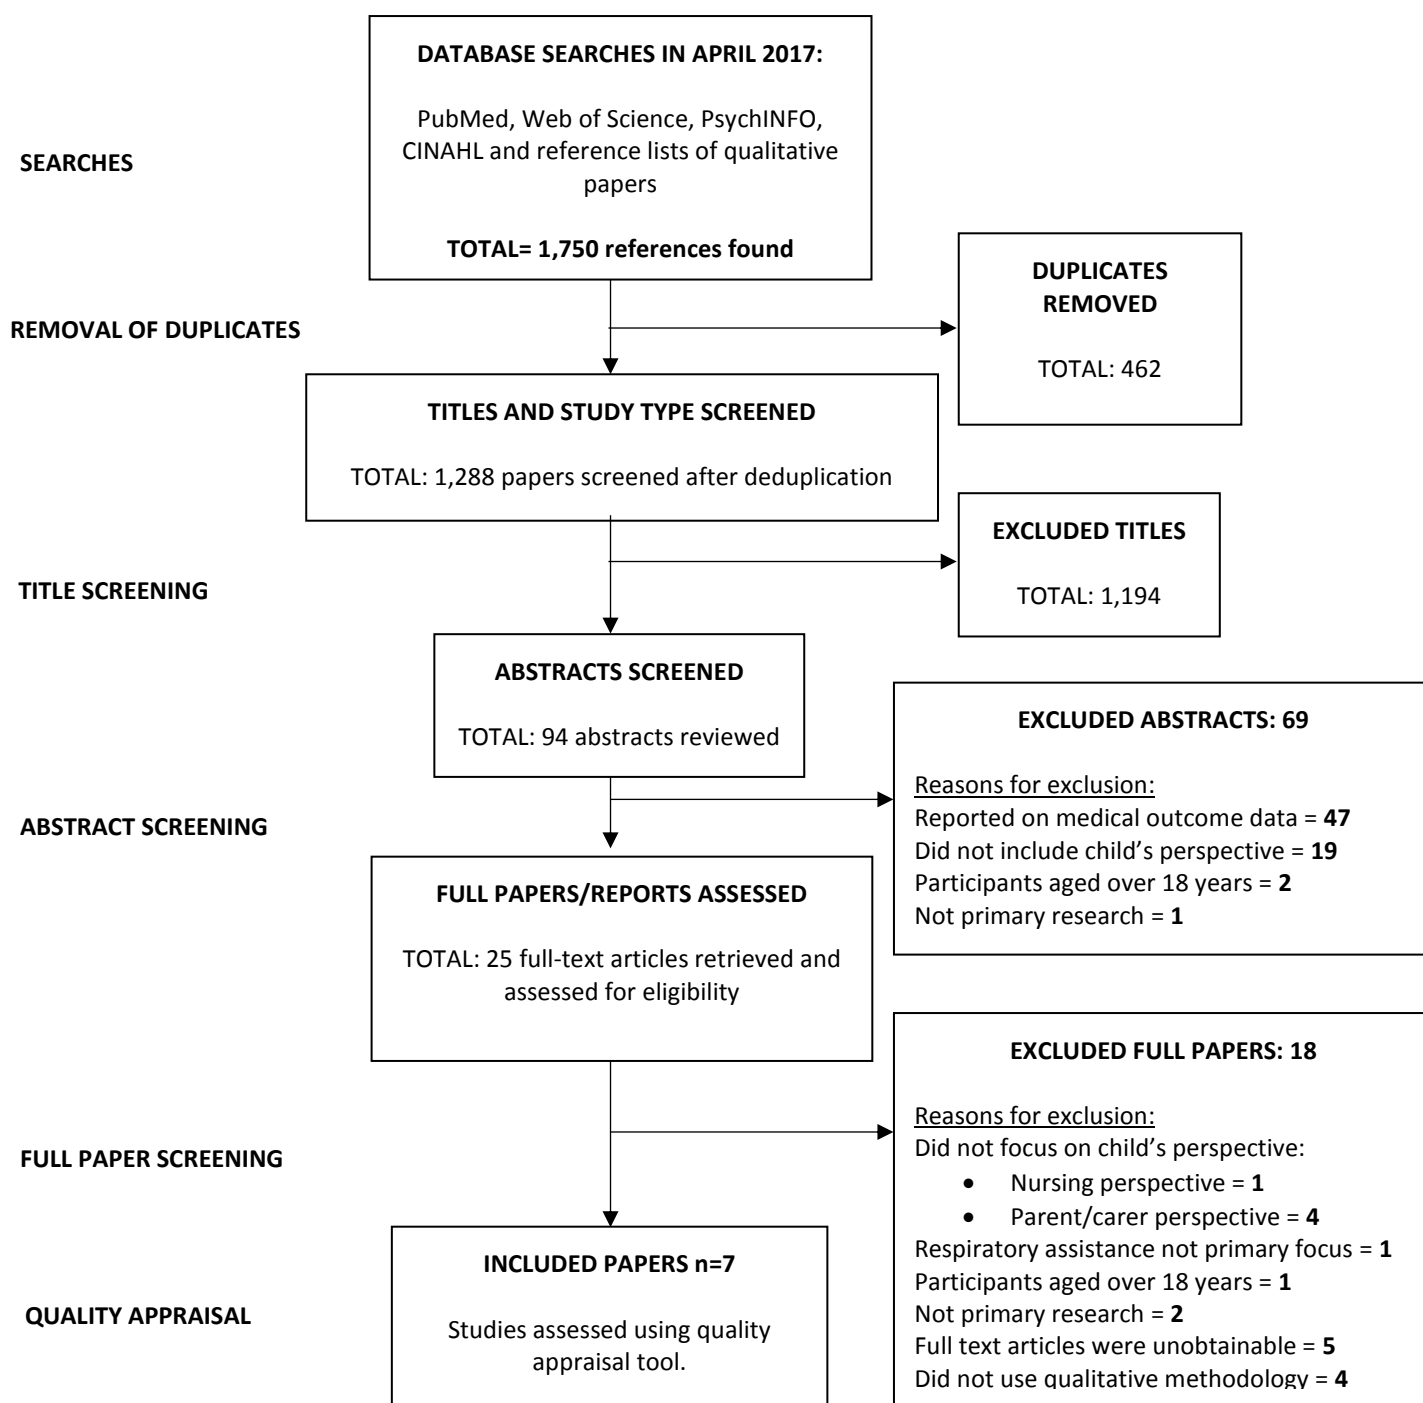 DATABASE SEARCHES IN APRIL 2017:
PubMed, Web of Science, PsychINFO,
CINAHL and reference lists of qualitative
papers
TOTAL= 1,750 references found
SEARCHES
DUPLICATES
REMOVED
TOTAL: 462
REMOVAL OF DUPLICATES
TITLES AND STUDY TYPE SCREENED
TOTAL: 1,288 papers screened after deduplication
EXCLUDED TITLES
TOTAL: 1,194
TITLE SCREENING
ABSTRACTS SCREENED
TOTAL: 94 abstracts reviewed
EXCLUDED ABSTRACTS: 69
Reasons for exclusion:
Reported on medical outcome data = 47
Did not include child’s perspective = 19
Participants aged over 18 years = 2
Not primary research = 1
ABSTRACT SCREENING
FULL PAPERS/REPORTS ASSESSED
TOTAL: 25 full-text articles retrieved and
assessed for eligibility
EXCLUDED FULL PAPERS: 18
Reasons for exclusion:
Did not focus on child’s perspective:
• Nursing perspective = 1
• Parent/carer perspective = 4
Respiratory assistance not primary focus = 1
Participants aged over 18 years = 1
Not primary research = 2
Full text articles were unobtainable = 5
Did not use qualitative methodology = 4
FULL PAPER SCREENING
INCLUDED PAPERS n=7
Studies assessed using quality
appraisal tool.
QUALITY APPRAISAL